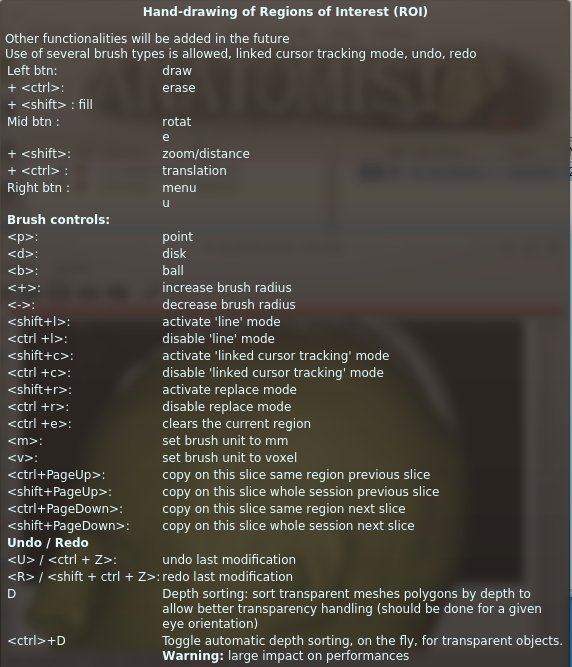 Hand-drawing of Regions of Interest (ROI)
Other functionalities will be added in the future
Use of several brush types is allowed, linked cursor tracking mode, undo, redo
Left btn: draw
+ <ctrl>: erase
+ <shift> : fill
Mid btn : rotat
e
+ <shift>: zoom/distance
+ <ctrl> : translation
Right btn : menu
u
Brush controls:
<p>: point
<d>: disk
<b>: ball
<+>: increase brush radius
<->: decrease brush radius
<shift+l>: activate 'line' mode
<ctrl +l>: disable 'line' mode
<shift+c>: activate 'linked cursor tracking' mode
<ctrl +c>: disable 'linked cursor tracking' mode
<shift+r>: activate replace mode
<ctrl +r>: disable replace mode
<ctrl +e>: clears the current region
<m>: set brush unit to mm
<v>: set brush unit to voxel
<ctrl+PageUp>: copy on this slice same region previous slice
<shift+PageUp>: copy on this slice whole session previous slice
<ctrl+PageDown>: copy on this slice same region next slice
<shift+PageDown>: copy on this slice whole session next slice
Undo / Redo
<U> / <ctrl + Z>: undo last modification
<R> / <shift + ctrl + Z>: redo last modification
D Depth sorting: sort transparent meshes polygons by depth to
allow better transparency handling (should be done for a given
eye orientation)
<ctrl>+D Toggle automatic depth sorting, on the fly, for transparent objects.
Warning: large impact on performances